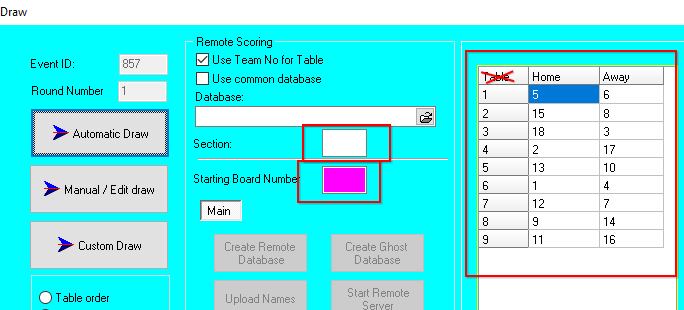 Draw
Event ID: 857
Round Number 1
Automatic Draw
Manual / Edit draw
Custom Draw
Table order
Remote Scoring
Use Team No for Table
Use common database
Database:
Section:
Starting Board Number
Main
Create Remote
Database
Create Ghost
Database
Upload Names
Start Remote
Server
Table Home Away
1 5 6
2 15 8
3 18 3
4 2 17
5 13 10
6 1 4
7 12 7
8 9 14
9 11 16